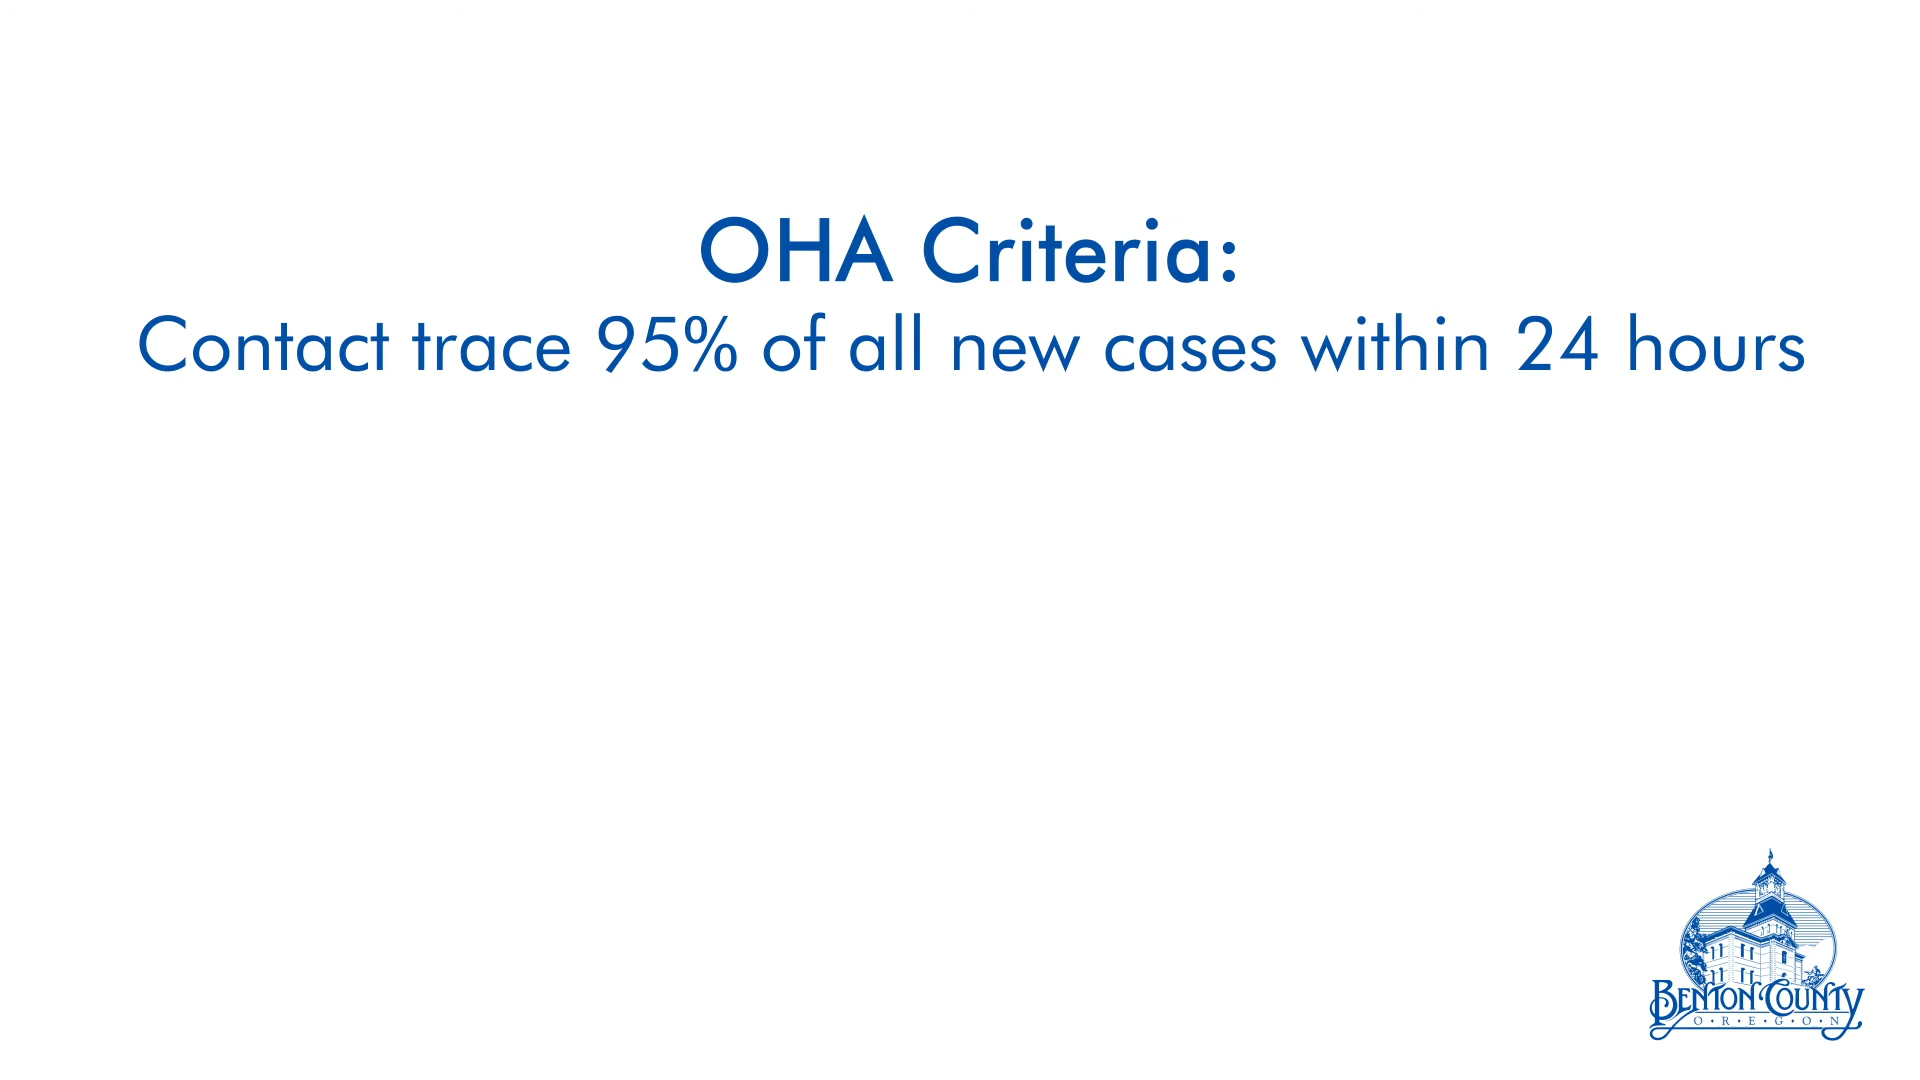 OHA Criteria:
Contact trace 95% of all new cases within 24 hours
BENTON COUNTY
O•R•E•G•O•N